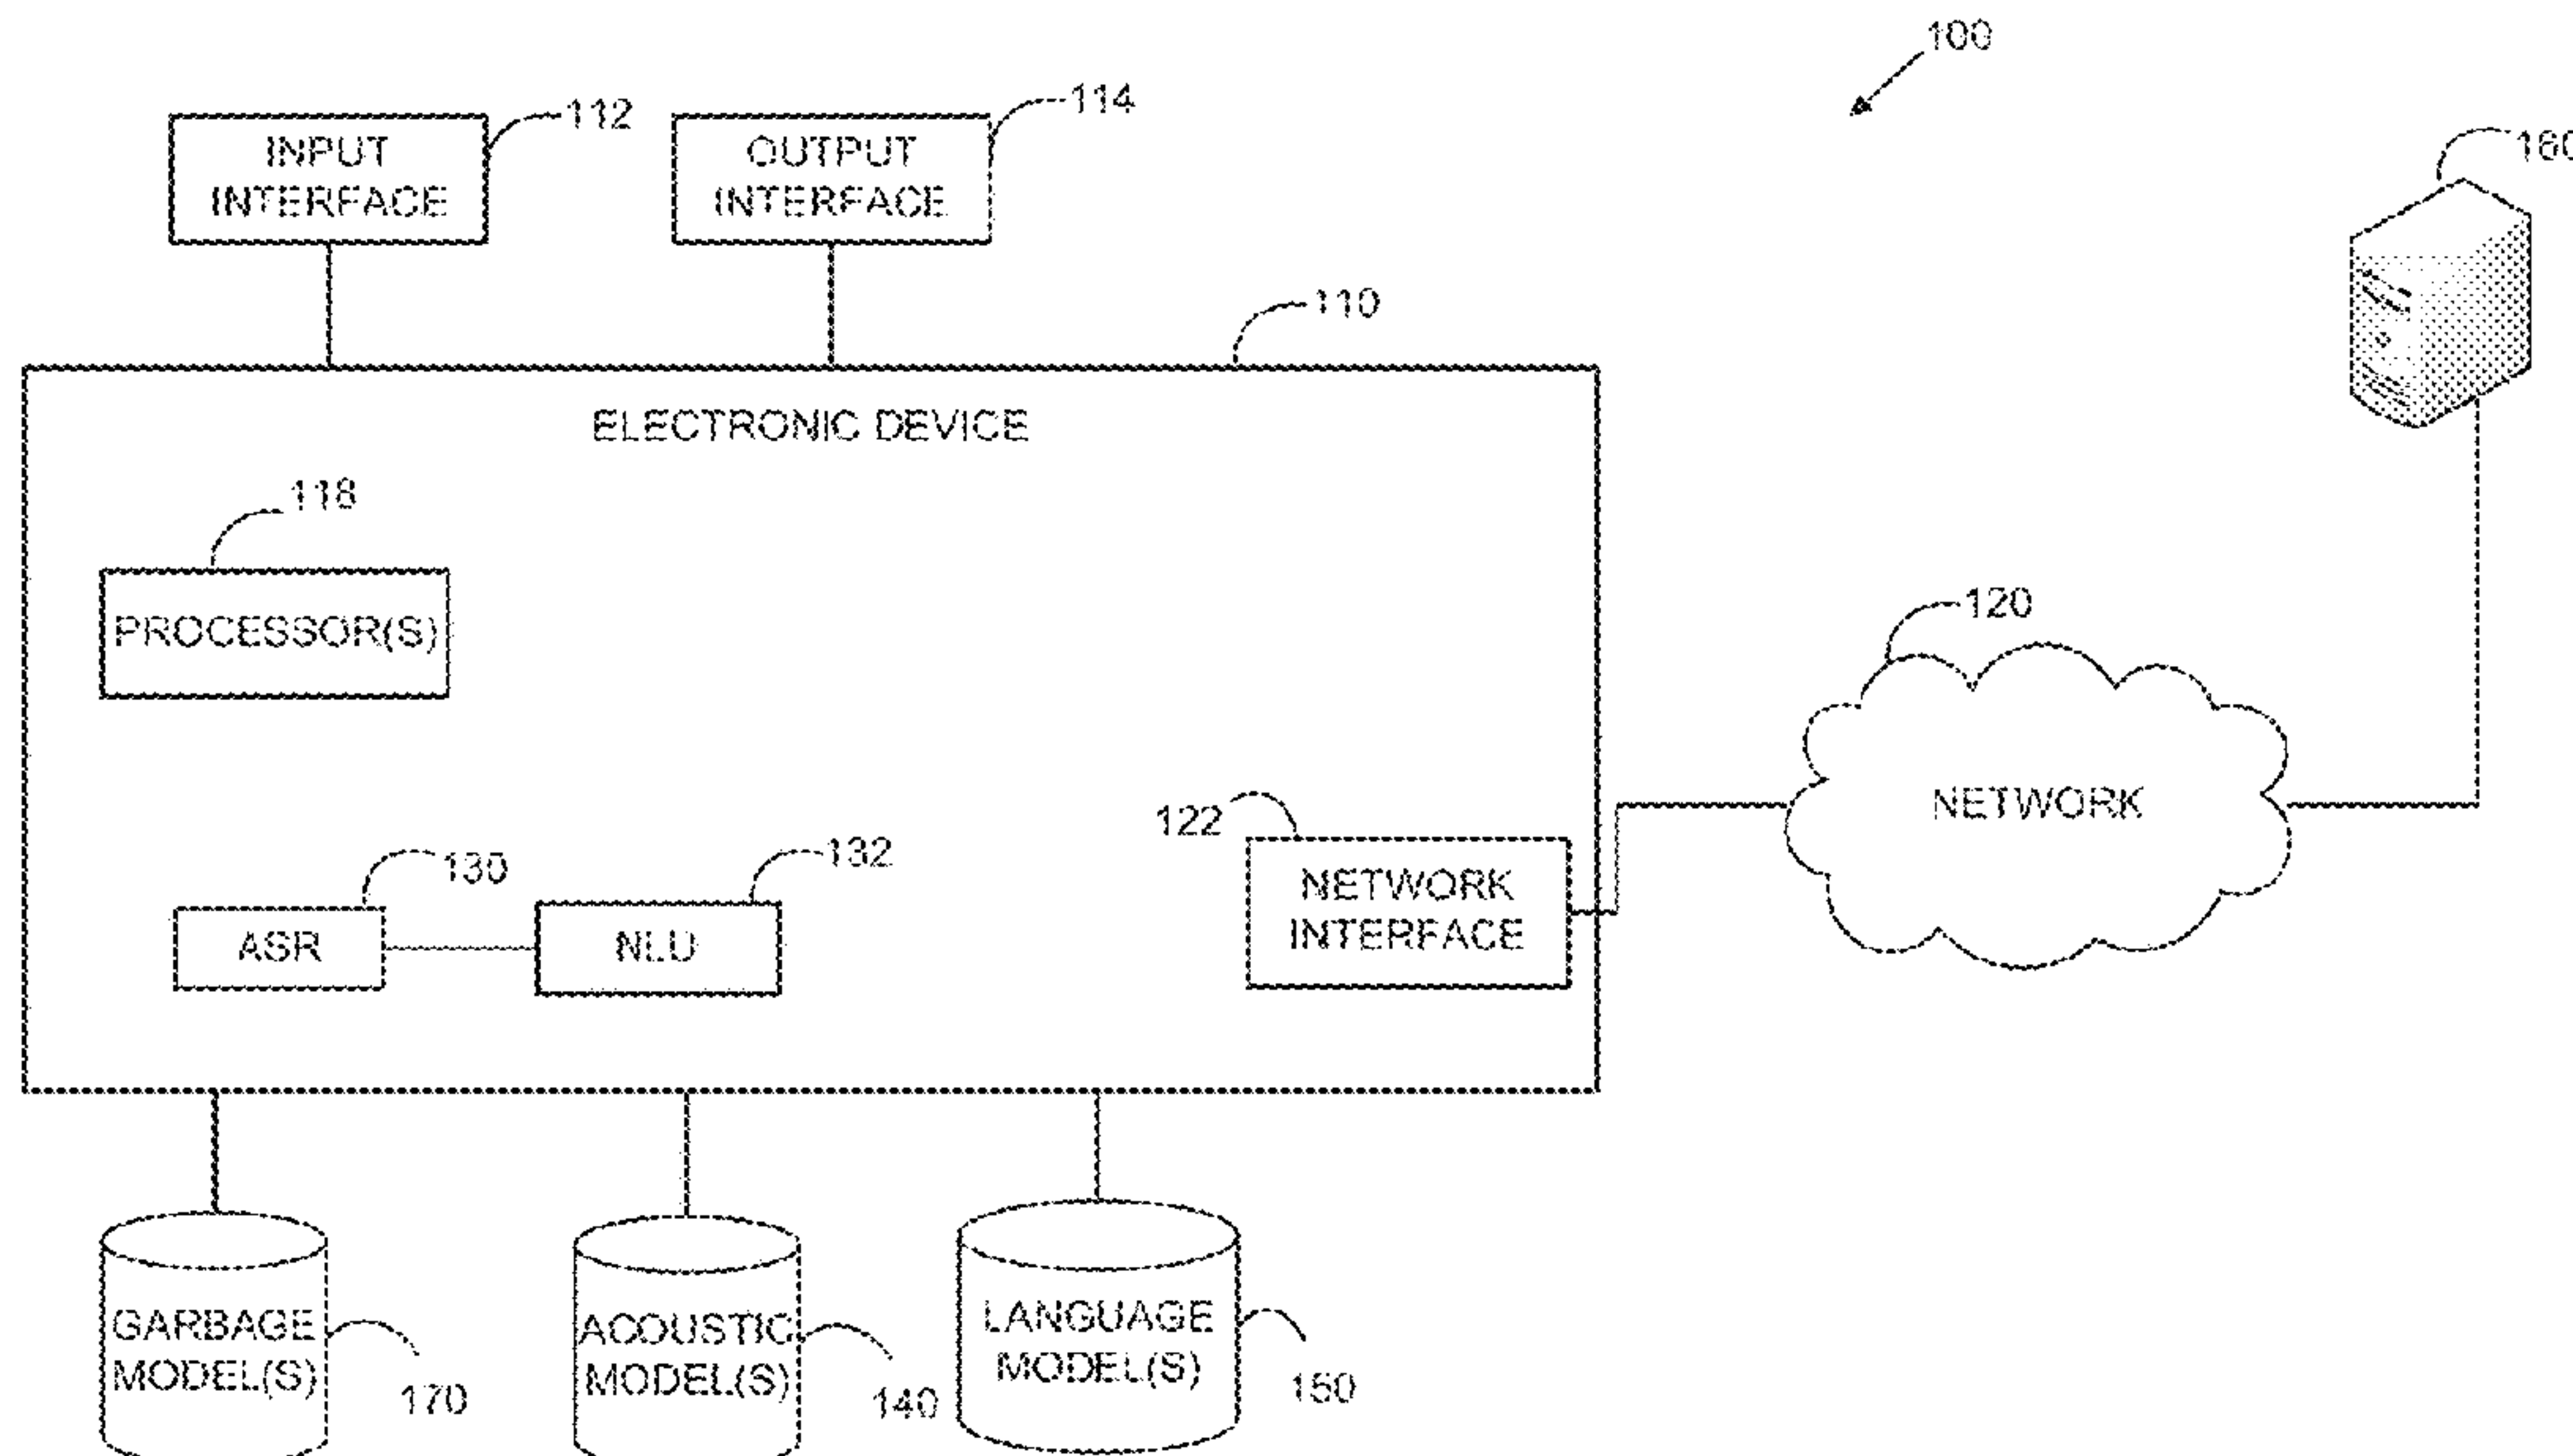 100
112
114
INPUT
INTERFACE
OUTPUT
INTERFACE
160
110
ELECTRONIC DEVICE
118
PROCESSOR(S)
120
NETWORK
122
NETWORK
INTERFACE
130
132
ASR
NLU
GARBAGE
MODEL(S)
170
ACOUSTIC
MODEL(S)
140
LANGUAGE
MODEL(S)
150